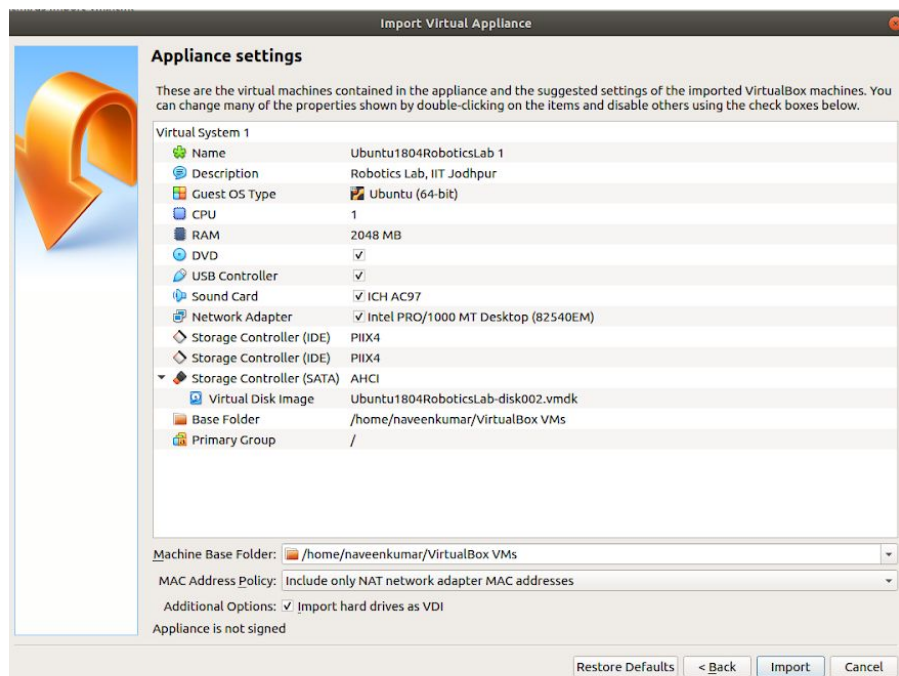 Import Virtual Appliance
Appliance settings
These are the virtual machines contained in the appliance and the suggested settings of the imported VirtualBox machines. You
can change many of the properties shown by double-clicking on the items and disable others using the check boxes below.
Virtual System 1
Name Ubuntu1804RoboticsLab 1
Description Robotics Lab, IIT Jodhpur
Guest OS Type Ubuntu (64-bit)
CPU 1
RAM 2048 MB
DVD
USB Controller
Sound Card ICH AC97
Network Adapter Intel PRO/1000 MT Desktop (82540EM)
Storage Controller (IDE) PIIX4
Storage Controller (IDE) PIIX4
Storage Controller (SATA) AHCI
Virtual Disk Image Ubuntu1804RoboticsLab-disk002.vmdk
Base Folder /home/naveenkumar/VirtualBox VMs
Primary Group /
Machine Base Folder: /home/naveenkumar/VirtualBox VMs
MAC Address Policy: Include only NAT network adapter MAC addresses
Additional Options: Import hard drives as VDI
Appliance is not signed
Restore Defaults < Back Import Cancel